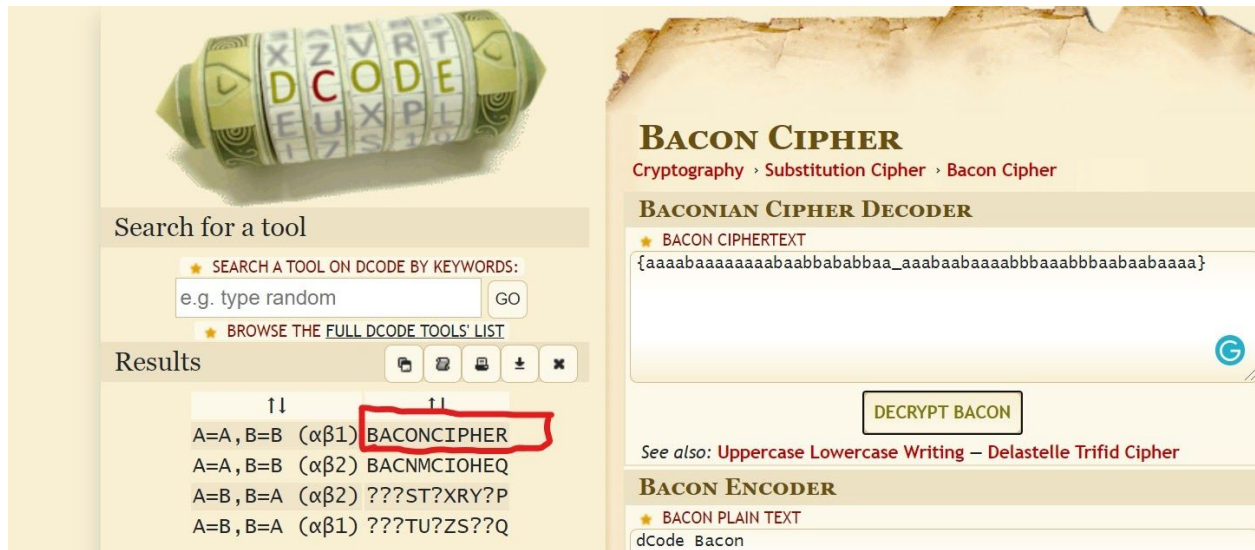 X Z V R T
D C O D E
E U X P L
BACON CIPHER
Cryptography › Substitution Cipher › Bacon Cipher
BACONIAN CIPHER DECODER
BACON CIPHERTEXT
{aaaabaaaaaaaabaabbababbaa_aaabaabaaaabbbaaabbbaabaabaaaa}
DECRYPT BACON
See also: Uppercase Lowercase Writing – Delastelle Trifid Cipher
BACON ENCODER
BACON PLAIN TEXT
dCode Bacon
Search for a tool
SEARCH A TOOL ON DCODE BY KEYWORDS:
e.g. type random
GO
BROWSE THE FULL DCODE TOOLS' LIST
Results
↑↓ ↑↓
A=A,B=B (αβ1) BACONCIPHER
A=A,B=B (αβ2) BACNMCIOHEQ
A=B,B=A (αβ2) ???ST?XRY?P
A=B,B=A (αβ1) ???TU?ZS??Q